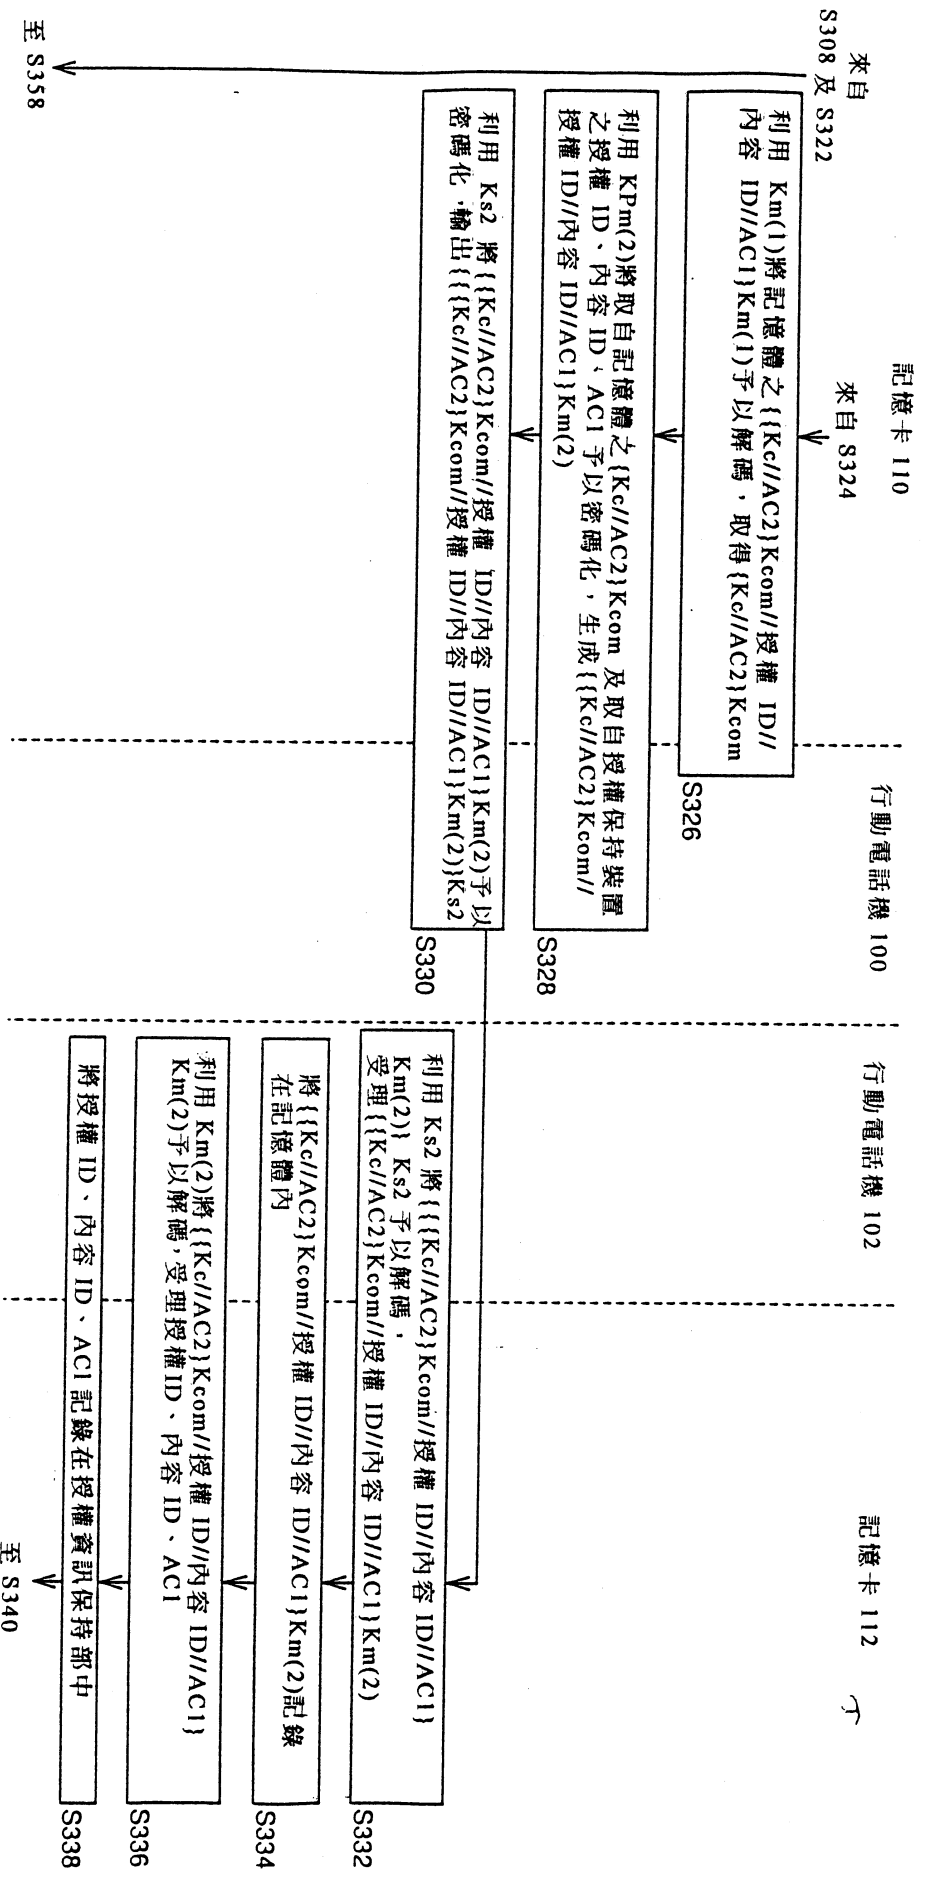 記憶卡 110
行動電話機 100
行動電話機 102
記憶卡 112
來自
S308 及 S322
來自 S324
利用 Km(1)將記憶體之{{Kc//AC2}Kcom//授權 ID//
內容 ID//AC1}Km(1)予以解碼，取得{Kc//AC2}Kcom
S326
利用 KPm(2)將取自記憶體之{Kc//AC2}Kcom 及取自授權保持裝置
之授權 ID、內容 ID、AC1 予以密碼化，生成{{Kc//AC2}Kcom//
授權 ID//內容 ID//AC1}Km(2)
S328
利用 Ks2 將{{Kc//AC2}Kcom//授權 ID//內容 ID//AC1}Km(2)予以
密碼化，輸出{{{Kc//AC2}Kcom//授權 ID//內容 ID//AC1}Km(2)}Ks2
S330
利用 Ks2 將{{{Kc//AC2}Kcom//授權 ID//內容 ID//AC1}
Km(2)} Ks2 予以解碼，
受理{{Kc//AC2}Kcom//授權 ID//內容 ID//AC1}Km(2)
S332
將{{Kc//AC2}Kcom//授權 ID//內容 ID//AC1}Km(2)記錄
在記憶體內
S334
利用 Km(2)將{{Kc//AC2}Kcom//授權 ID//內容 ID//AC1}
Km(2)予以解碼，受理授權ID、內容 ID、AC1
S336
將授權 ID、內容 ID、AC1 記錄在授權資訊保持部中
S338
至 S358
至 S340